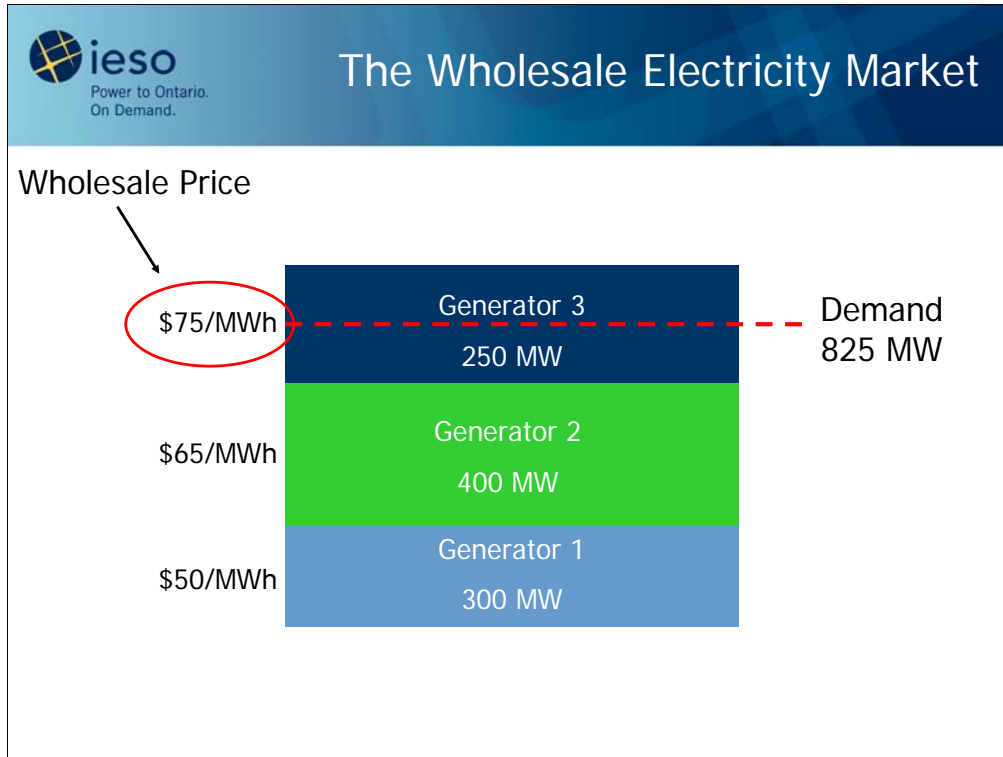 ieso
Power to Ontario.
On Demand.
The Wholesale Electricity Market
Wholesale Price
$75/MWh
Generator 3
250 MW
Demand
825 MW
$65/MWh
Generator 2
400 MW
$50/MWh
Generator 1
300 MW